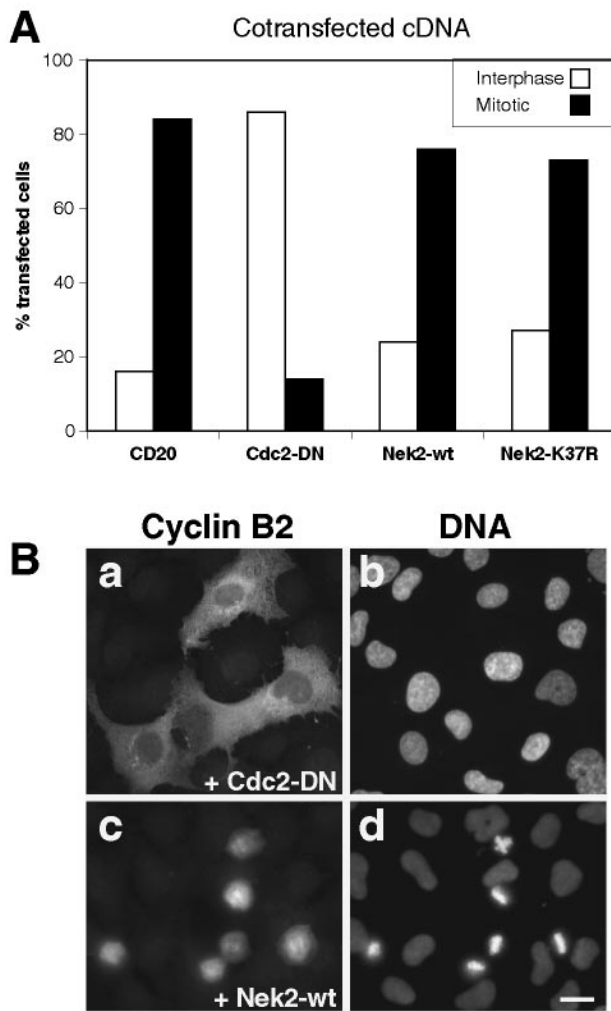 A
Cotransfected cDNA
100
80
60
40
20
0
% transfected cells
Interphase
Mitotic
CD20 Cdc2-DN Nek2-wt Nek2-K37R
B
Cyclin B2 DNA
a b
+ Cdc2-DN
c d
+ Nek2-wt